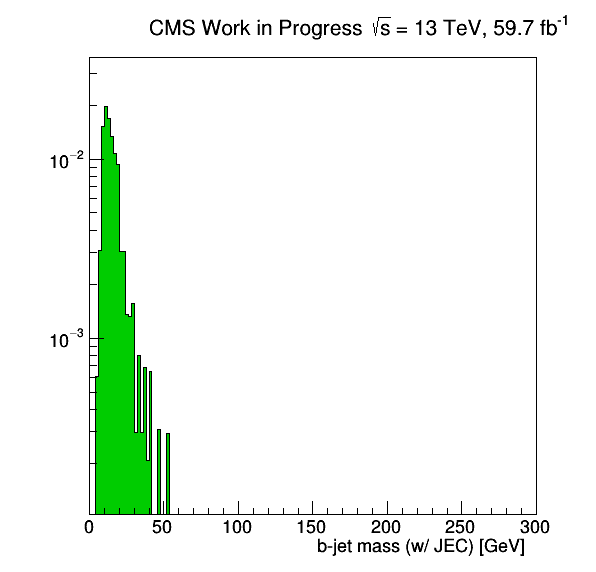 CMS Work in Progress √s = 13 TeV, 59.7 fb⁻¹
10⁻²
10⁻³
0 50 100 150 200 250 300
b-jet mass (w/ JEC) [GeV]